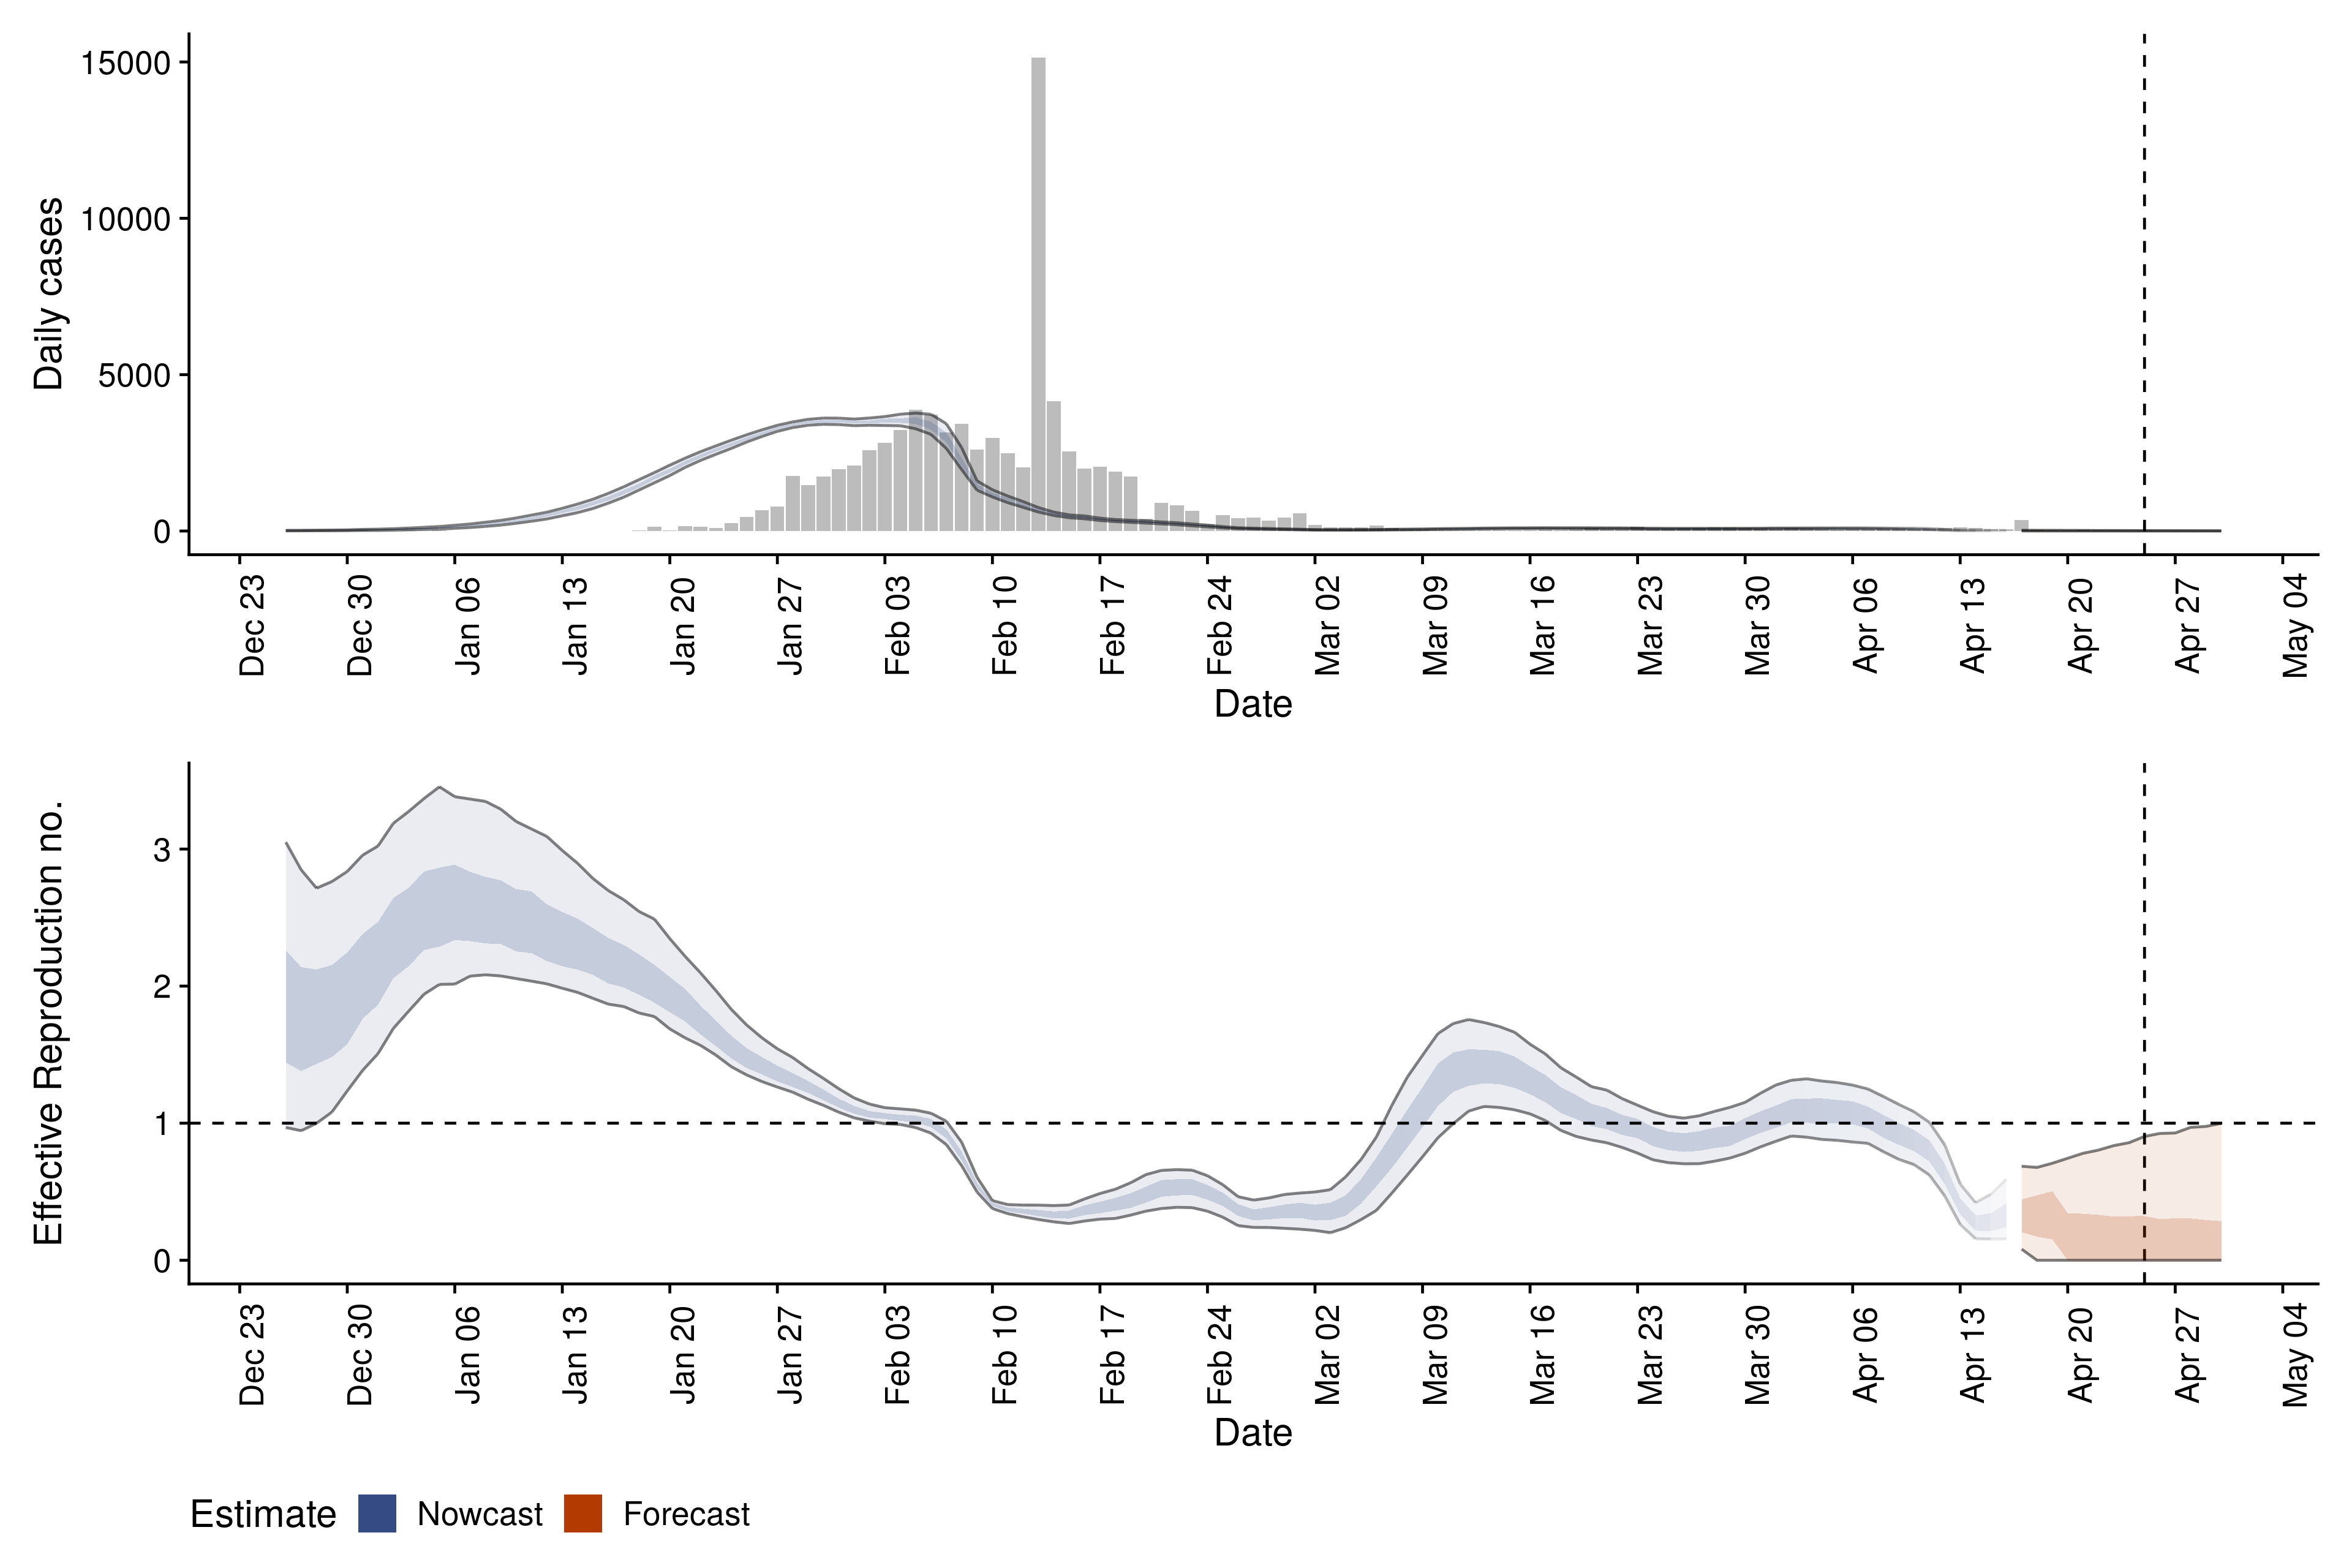 Daily cases
15000
10000
5000
0
Dec 23
Dec 30
Jan 06
Jan 13
Jan 20
Jan 27
Feb 03
Feb 10
Feb 17
Feb 24
Mar 02
Mar 09
Mar 16
Mar 23
Mar 30
Apr 06
Apr 13
Apr 20
Apr 27
May 04
Date
Effective Reproduction no.
3
2
1
0
Dec 23
Dec 30
Jan 06
Jan 13
Jan 20
Jan 27
Feb 03
Feb 10
Feb 17
Feb 24
Mar 02
Mar 09
Mar 16
Mar 23
Mar 30
Apr 06
Apr 13
Apr 20
Apr 27
May 04
Date
Estimate Nowcast Forecast